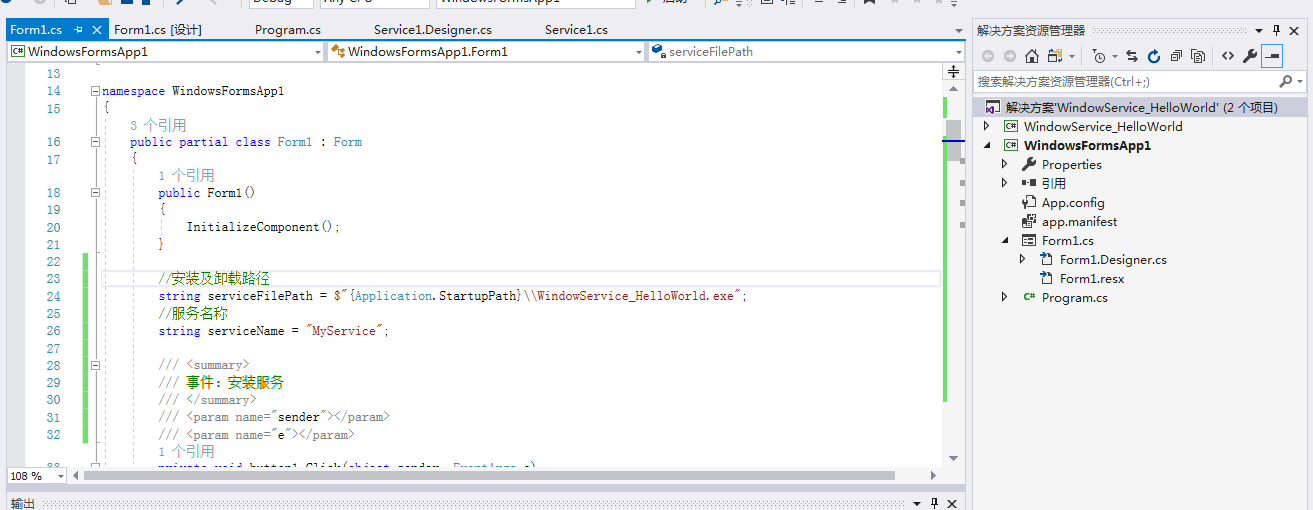 Debug Any CPU WindowsFormsApp1 启动
Form1.cs Form1.cs [设计] Program.cs Service1.Designer.cs Service1.cs
WindowsFormsApp1 WindowsFormsApp1.Form1 serviceFilePath
13
14 namespace WindowsFormsApp1
15 {
3 个引用
16 public partial class Form1 : Form
17 {
1 个引用
18 public Form1()
19 {
20 InitializeComponent();
21 }
22
23 //安装及卸载路径
24 string serviceFilePath = $"{Application.StartupPath}\\WindowService_HelloWorld.exe";
25 //服务名称
26 string serviceName = "MyService";
27
28 /// <summary>
29 /// 事件：安装服务
30 /// </summary>
31 /// <param name="sender"></param>
32 /// <param name="e"></param>
1 个引用
33 private void button1_Click(object sender, EventArgs e)
108 %
输出
解决方案资源管理器
搜索解决方案资源管理器(Ctrl+;)
解决方案'WindowService_HelloWorld' (2 个项目)
WindowService_HelloWorld
WindowsFormsApp1
Properties
引用
App.config
app.manifest
Form1.cs
Form1.Designer.cs
Form1.resx
Program.cs